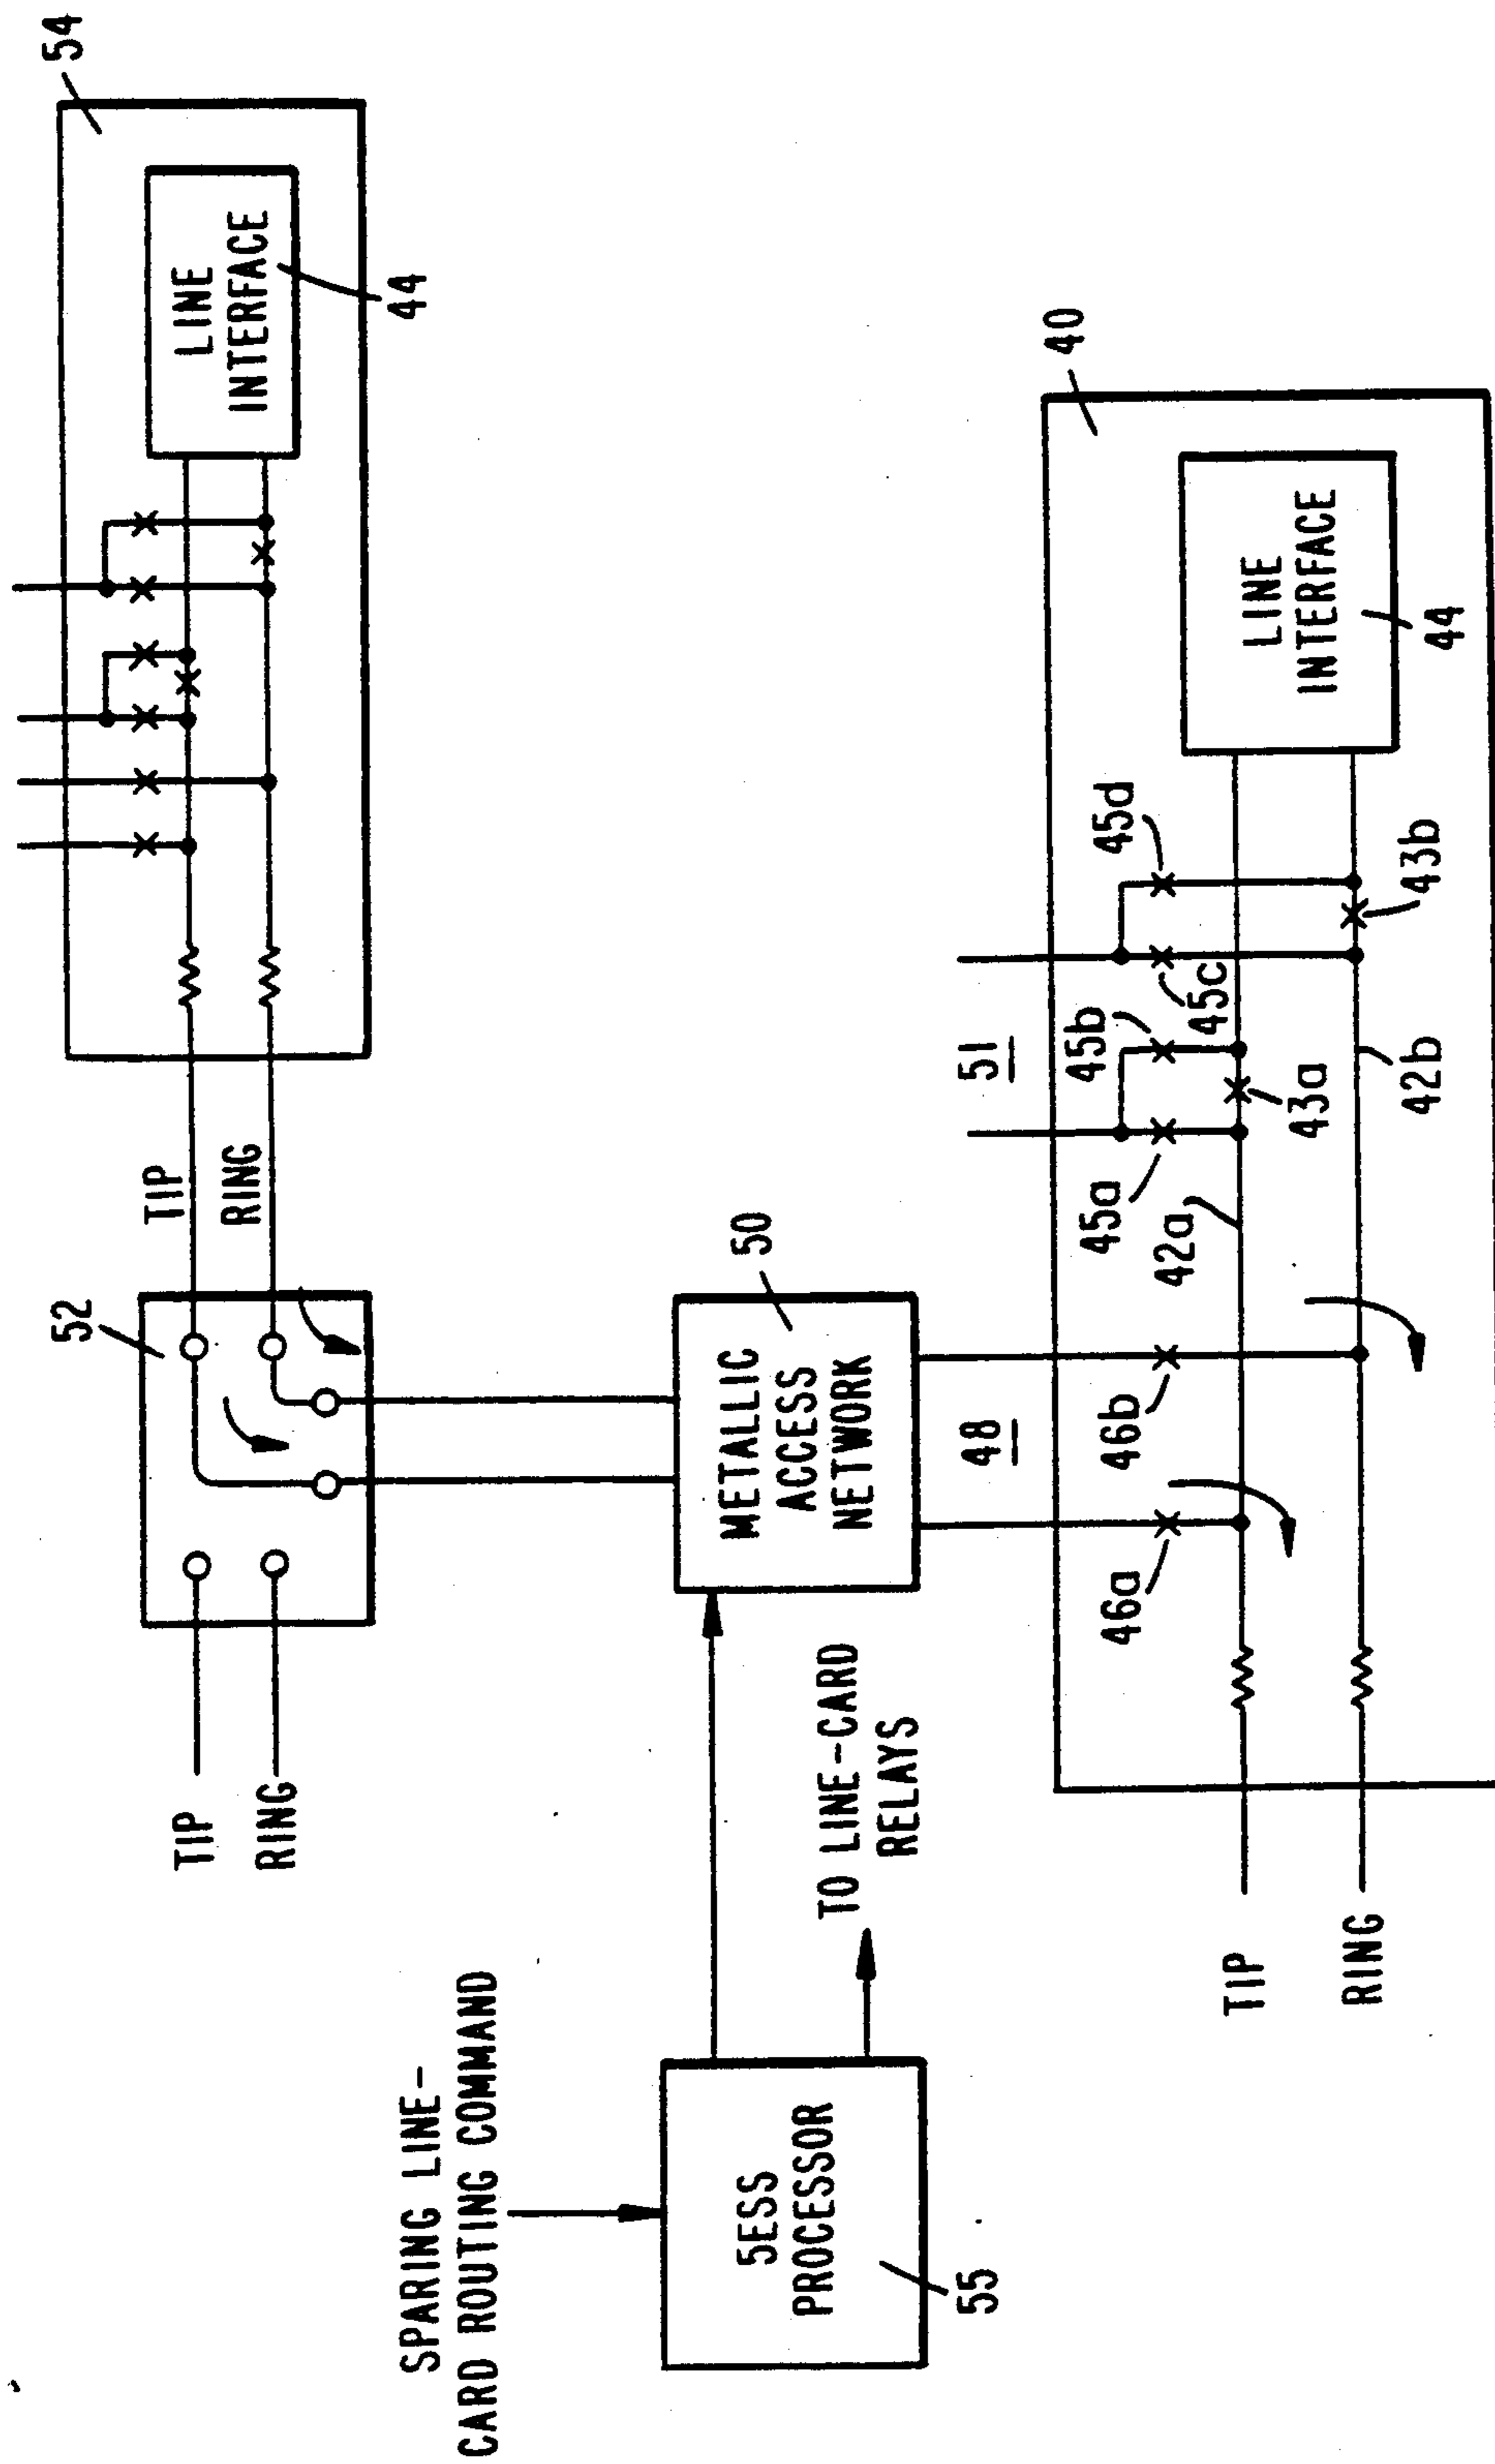 54
LINE
INTERFACE
44
TIP
RING
52
TIP
RING
50
METALLIC
ACCESS
NETWORK
48
51
40
LINE
INTERFACE
44
45a
45b
45c
45d
43a
43b
42a
42b
46a
46b
TIP
RING
SPARING LINE-
CARD ROUTING COMMAND
5ESS
PROCESSOR
55
TO LINE-CARD
RELAYS